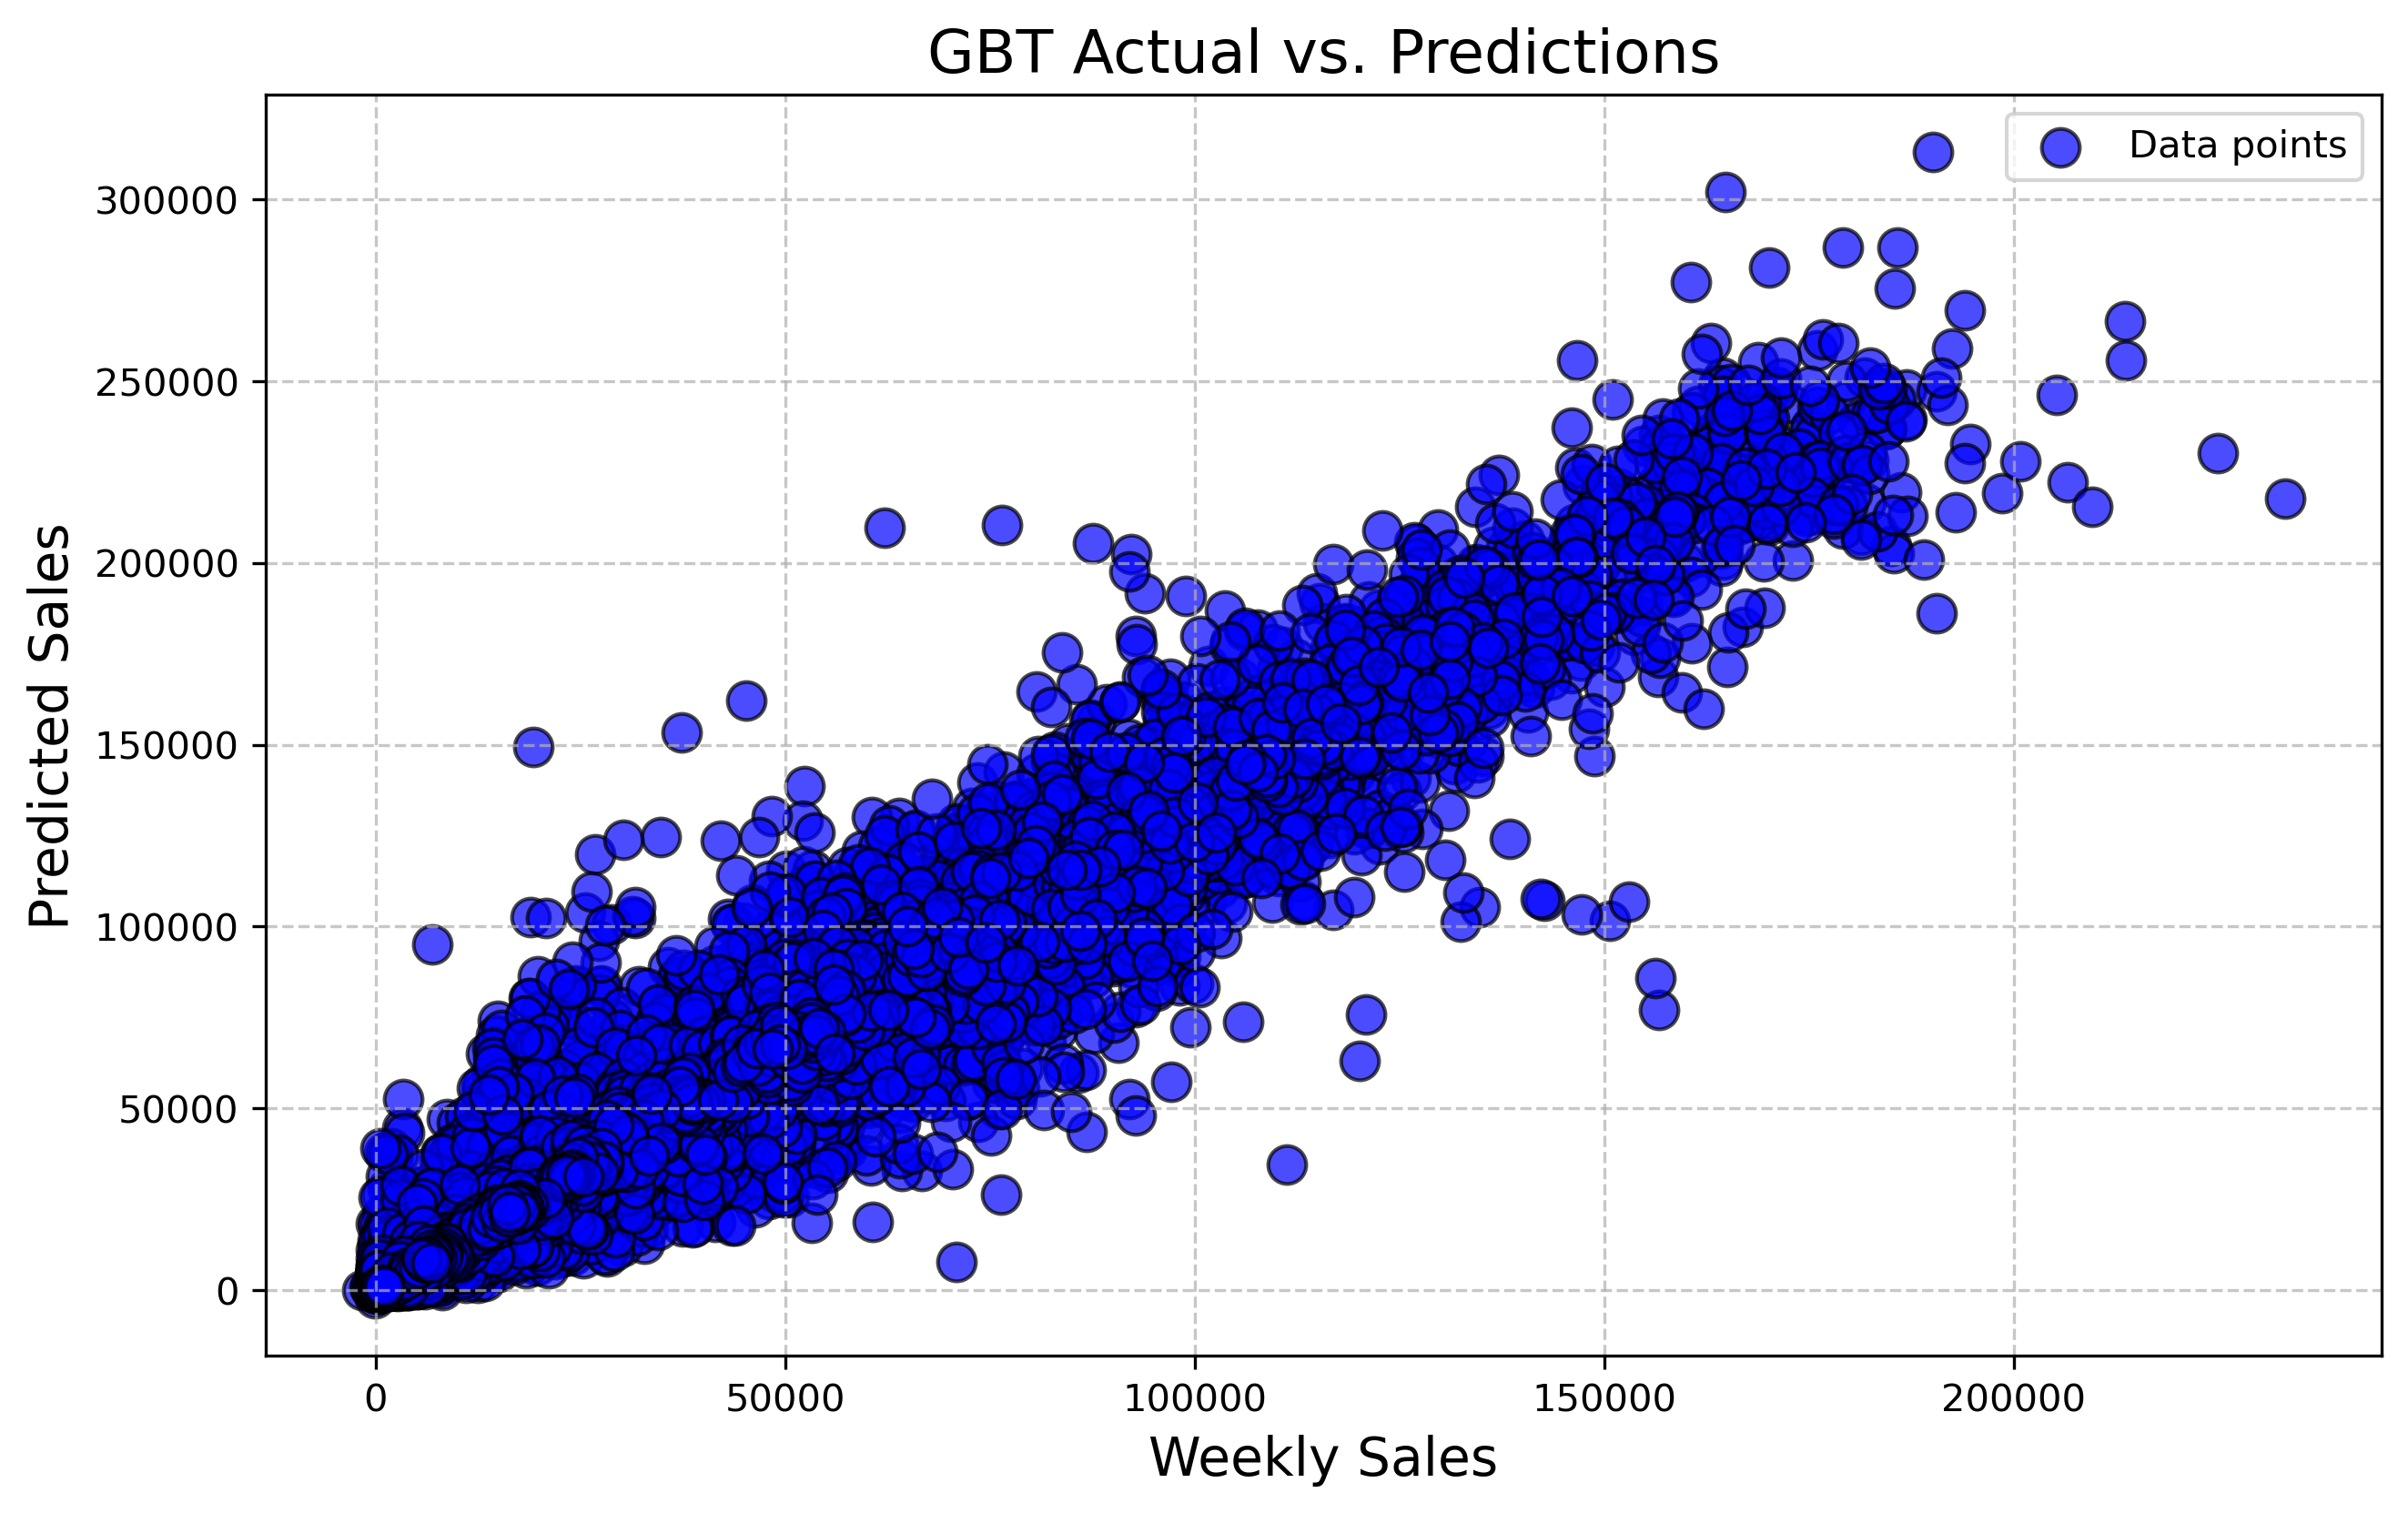 GBT Actual vs. Predictions
Data points
Predicted Sales
300000
250000
200000
150000
100000
50000
0
0 50000 100000 150000 200000
Weekly Sales